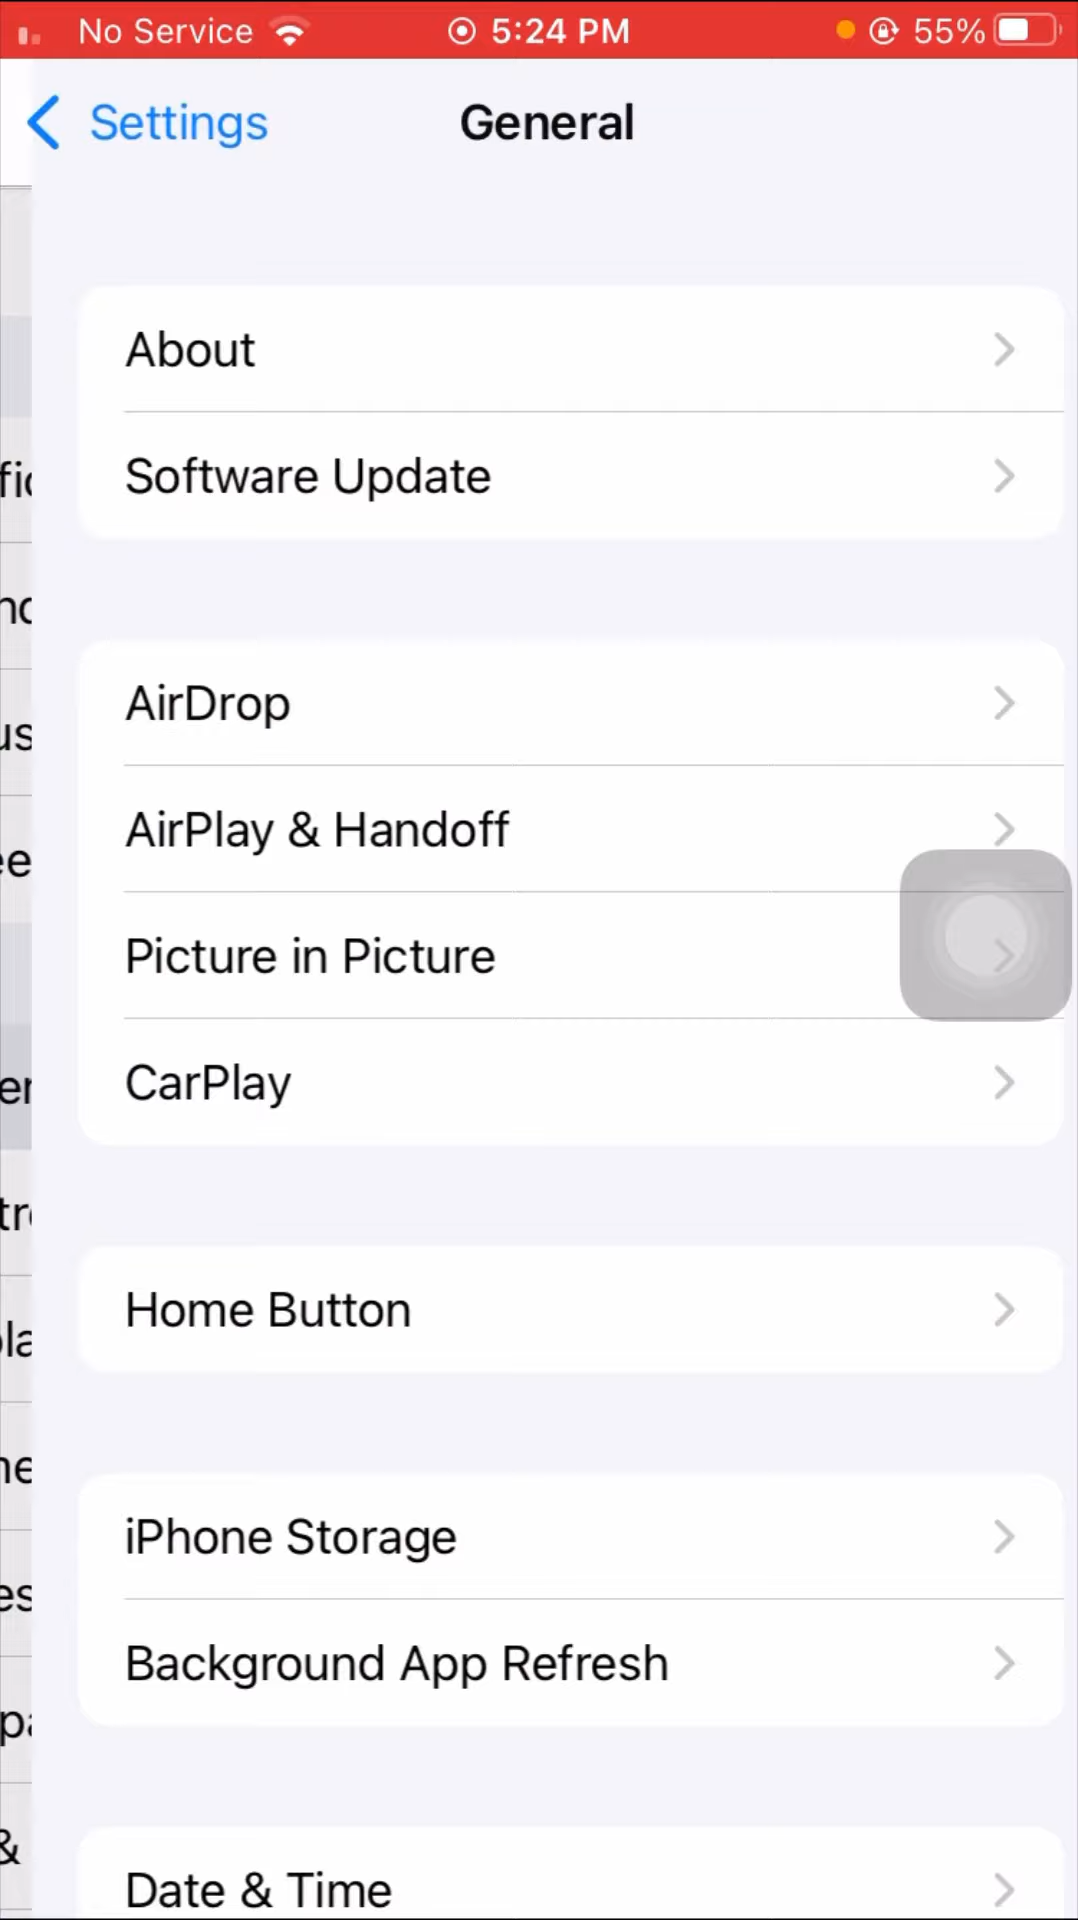 No Service 5:24 PM 55%
Settings General
About
Software Update
AirDrop
AirPlay & Handoff
Picture in Picture
CarPlay
Home Button
iPhone Storage
Background App Refresh
Date & Time